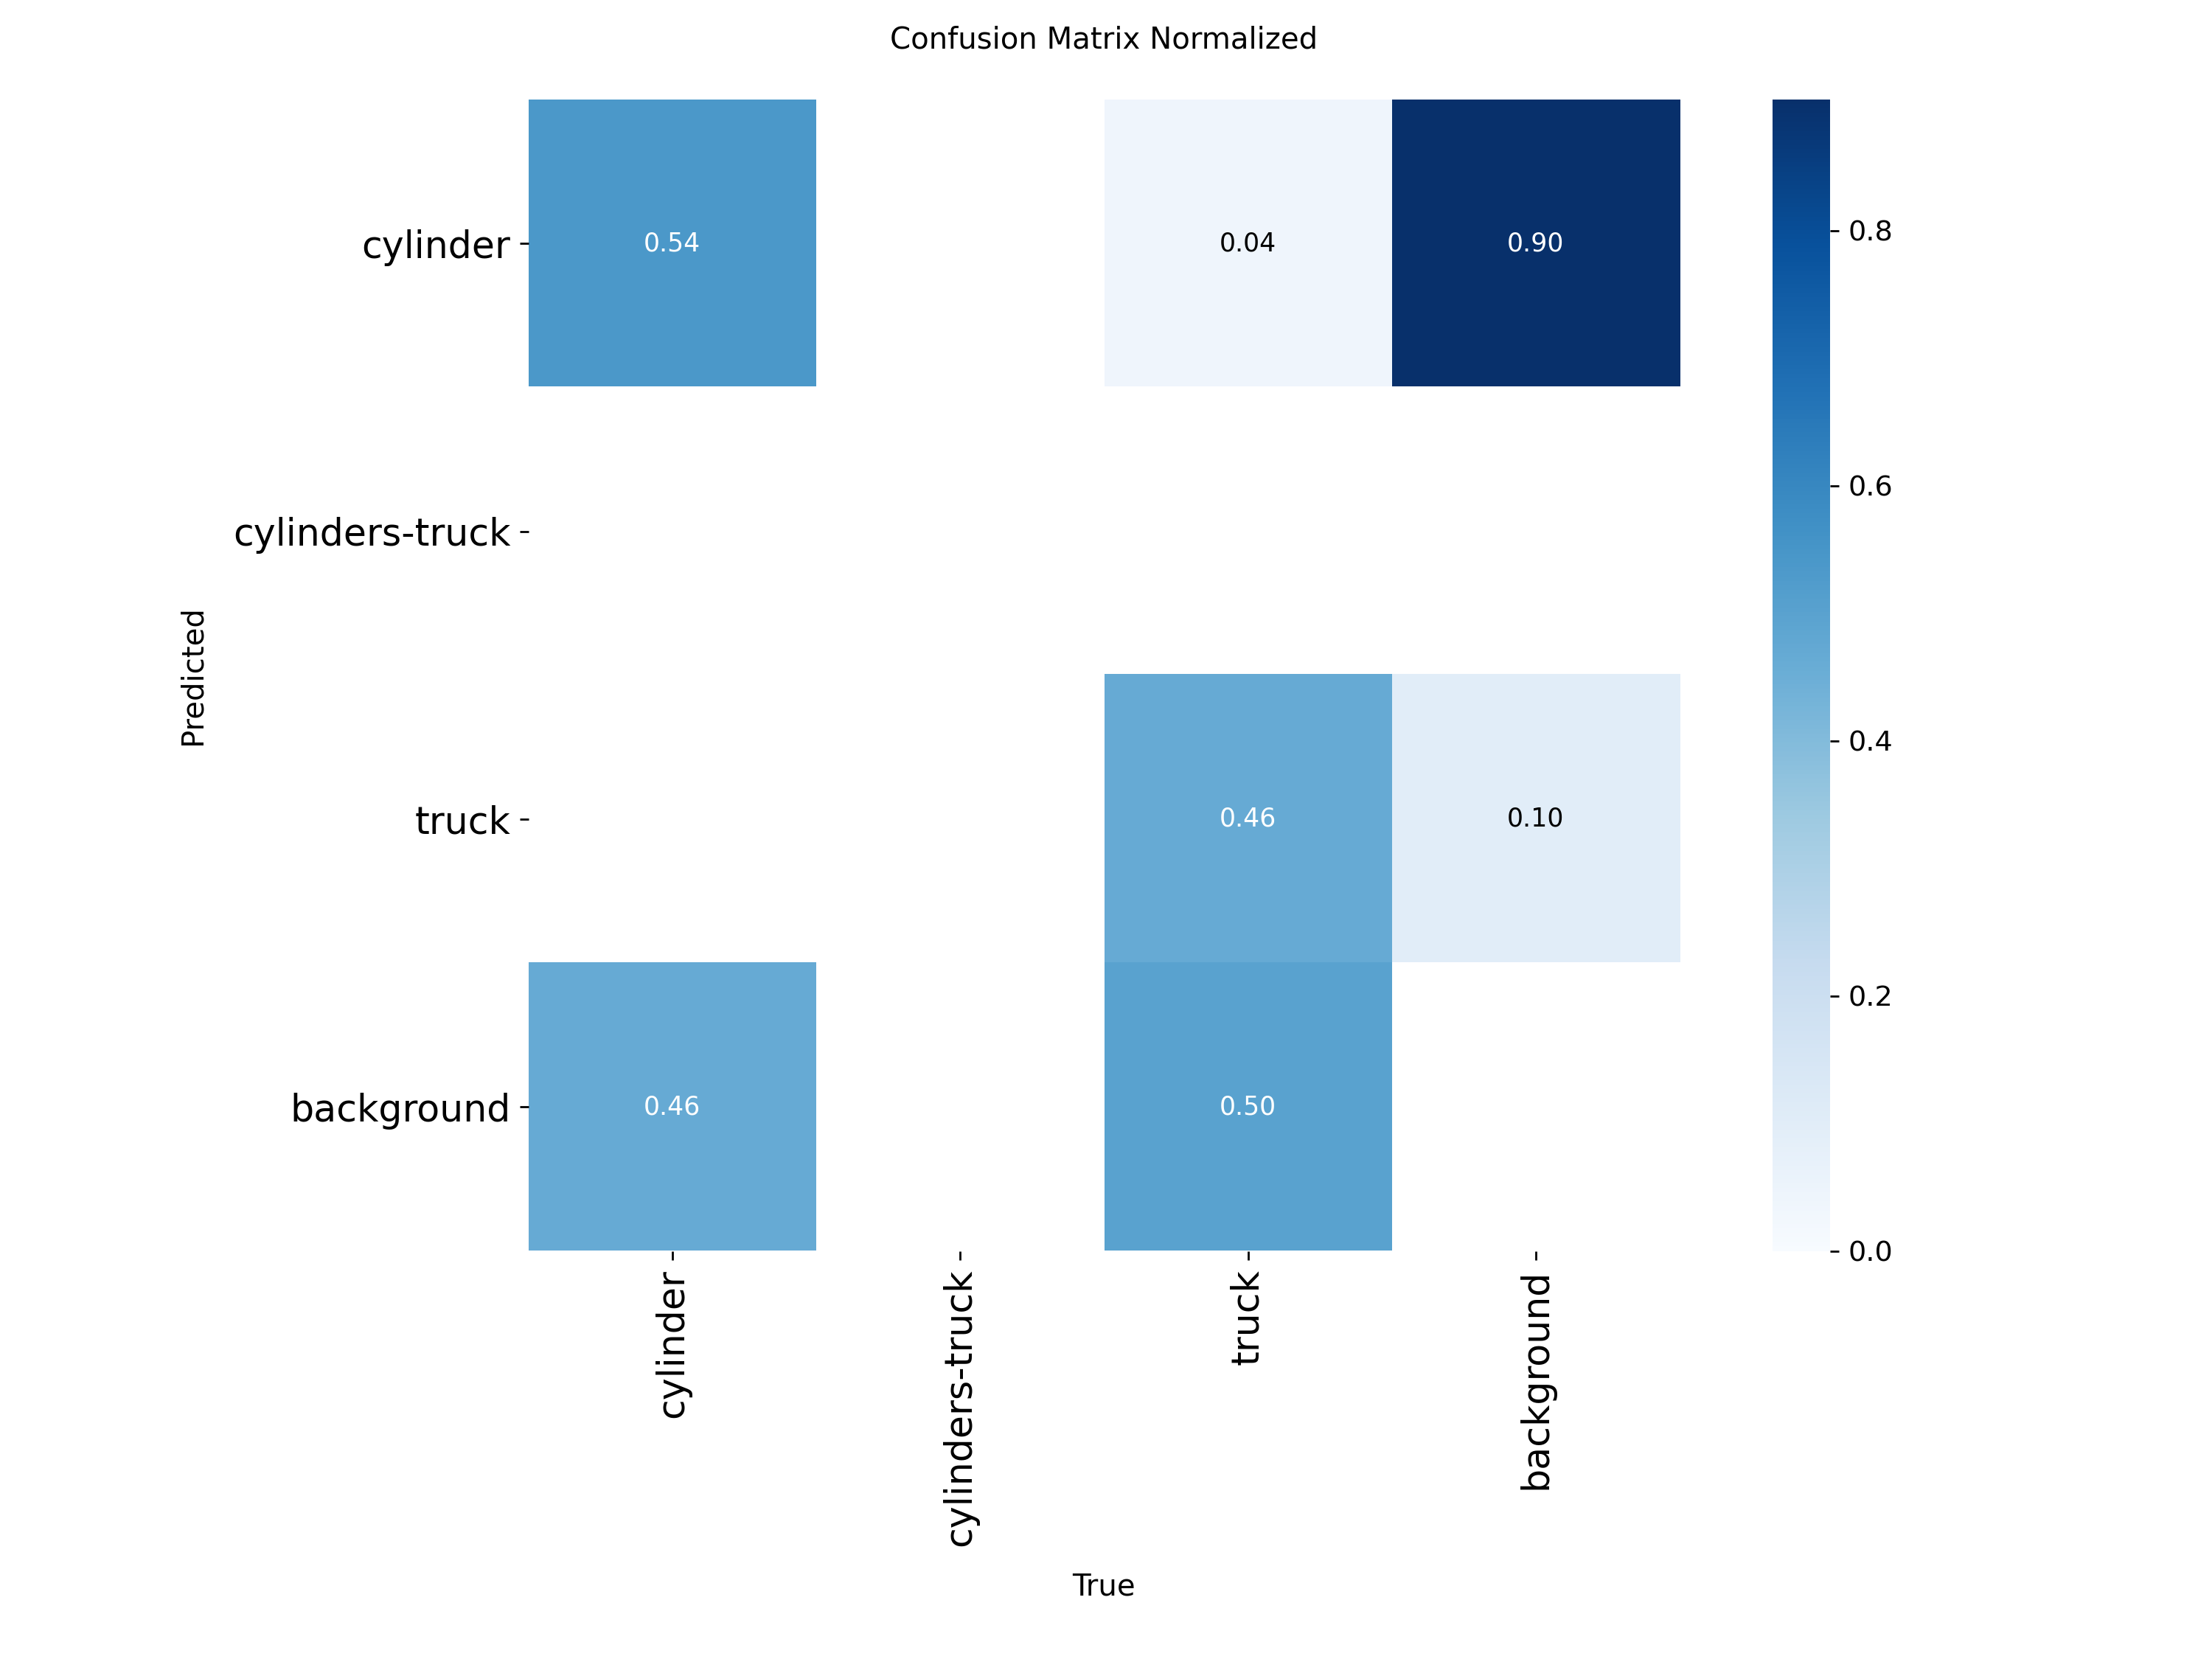 Confusion Matrix Normalized
Predicted
cylinder
0.54
0.04
0.90
cylinders-truck
truck
0.46
0.10
background
0.46
0.50
cylinder
cylinders-truck
truck
background
True
0.8
0.6
0.4
0.2
0.0